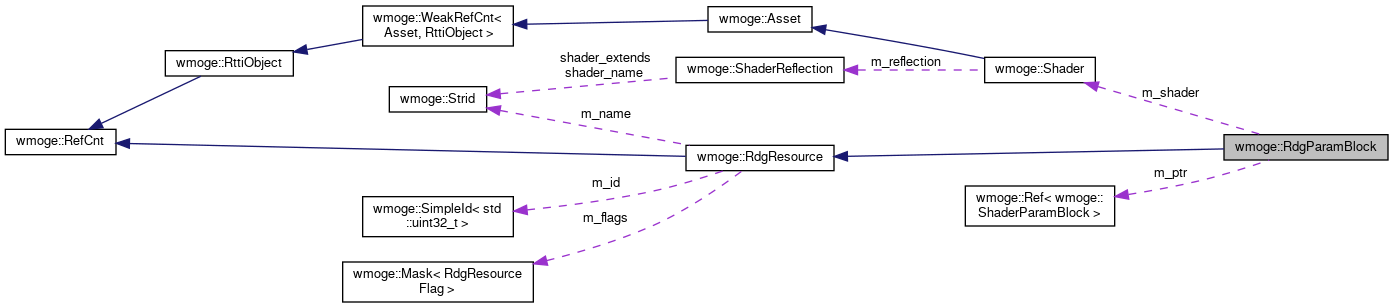 wmoge::WeakRefCnt<
Asset, RttiObject >
wmoge::Asset
wmoge::RttiObject
shader_extends
shader_name
wmoge::ShaderReflection
m_reflection
wmoge::Shader
wmoge::Strid
m_shader
m_name
wmoge::RefCnt
wmoge::RdgResource
wmoge::RdgParamBlock
m_id
m_ptr
wmoge::SimpleId< std
::uint32_t >
m_flags
wmoge::Ref< wmoge::
ShaderParamBlock >
wmoge::Mask< RdgResource
Flag >